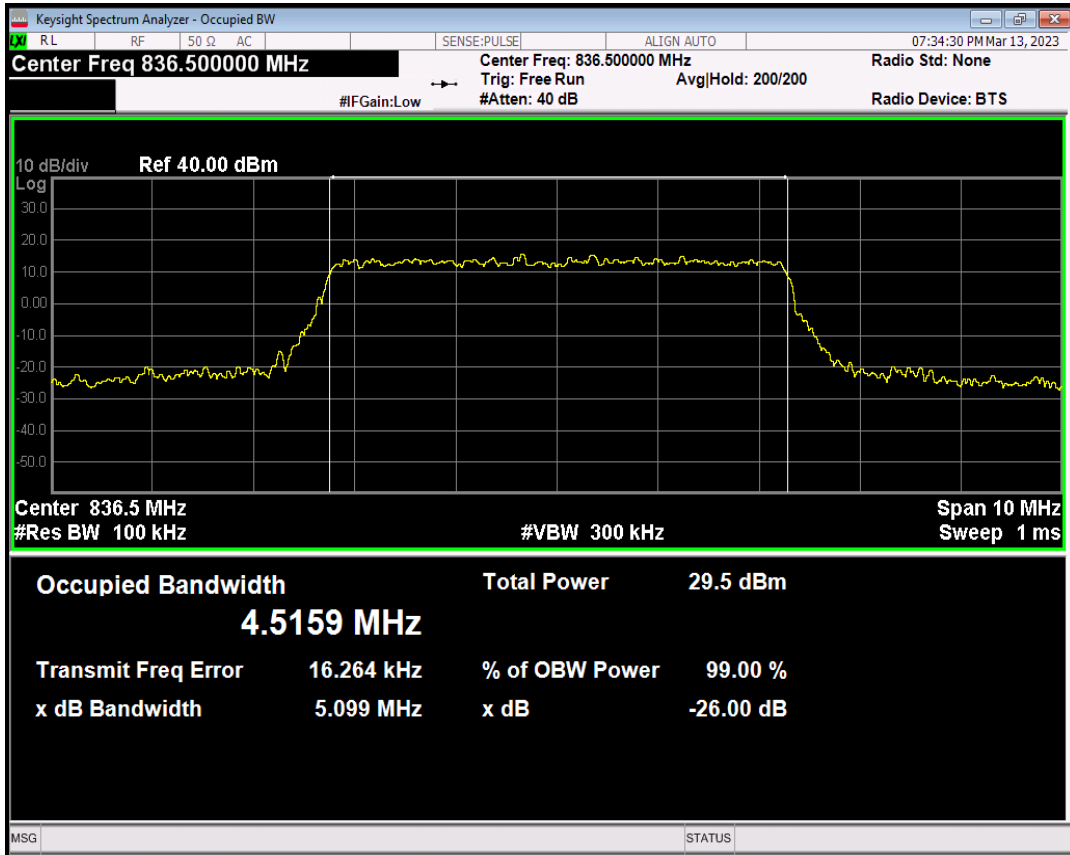 Keysight Spectrum Analyzer - Occupied BW
LXI RL RF 50 Ω AC SENSE:PULSE ALIGN AUTO 07:34:30 PM Mar 13, 2023
Center Freq 836.500000 MHz Center Freq: 836.500000 MHz Radio Std: None
Trig: Free Run Avg|Hold: 200/200
#IFGain:Low #Atten: 40 dB Radio Device: BTS
10 dB/div Ref 40.00 dBm
Log
30.0
20.0
10.0
0.00
-10.0
-20.0
-30.0
-40.0
-50.0
Center 836.5 MHz Span 10 MHz
#Res BW 100 kHz #VBW 300 kHz Sweep 1 ms
Occupied Bandwidth Total Power 29.5 dBm
4.5159 MHz
Transmit Freq Error 16.264 kHz % of OBW Power 99.00 %
x dB Bandwidth 5.099 MHz x dB -26.00 dB
MSG STATUS